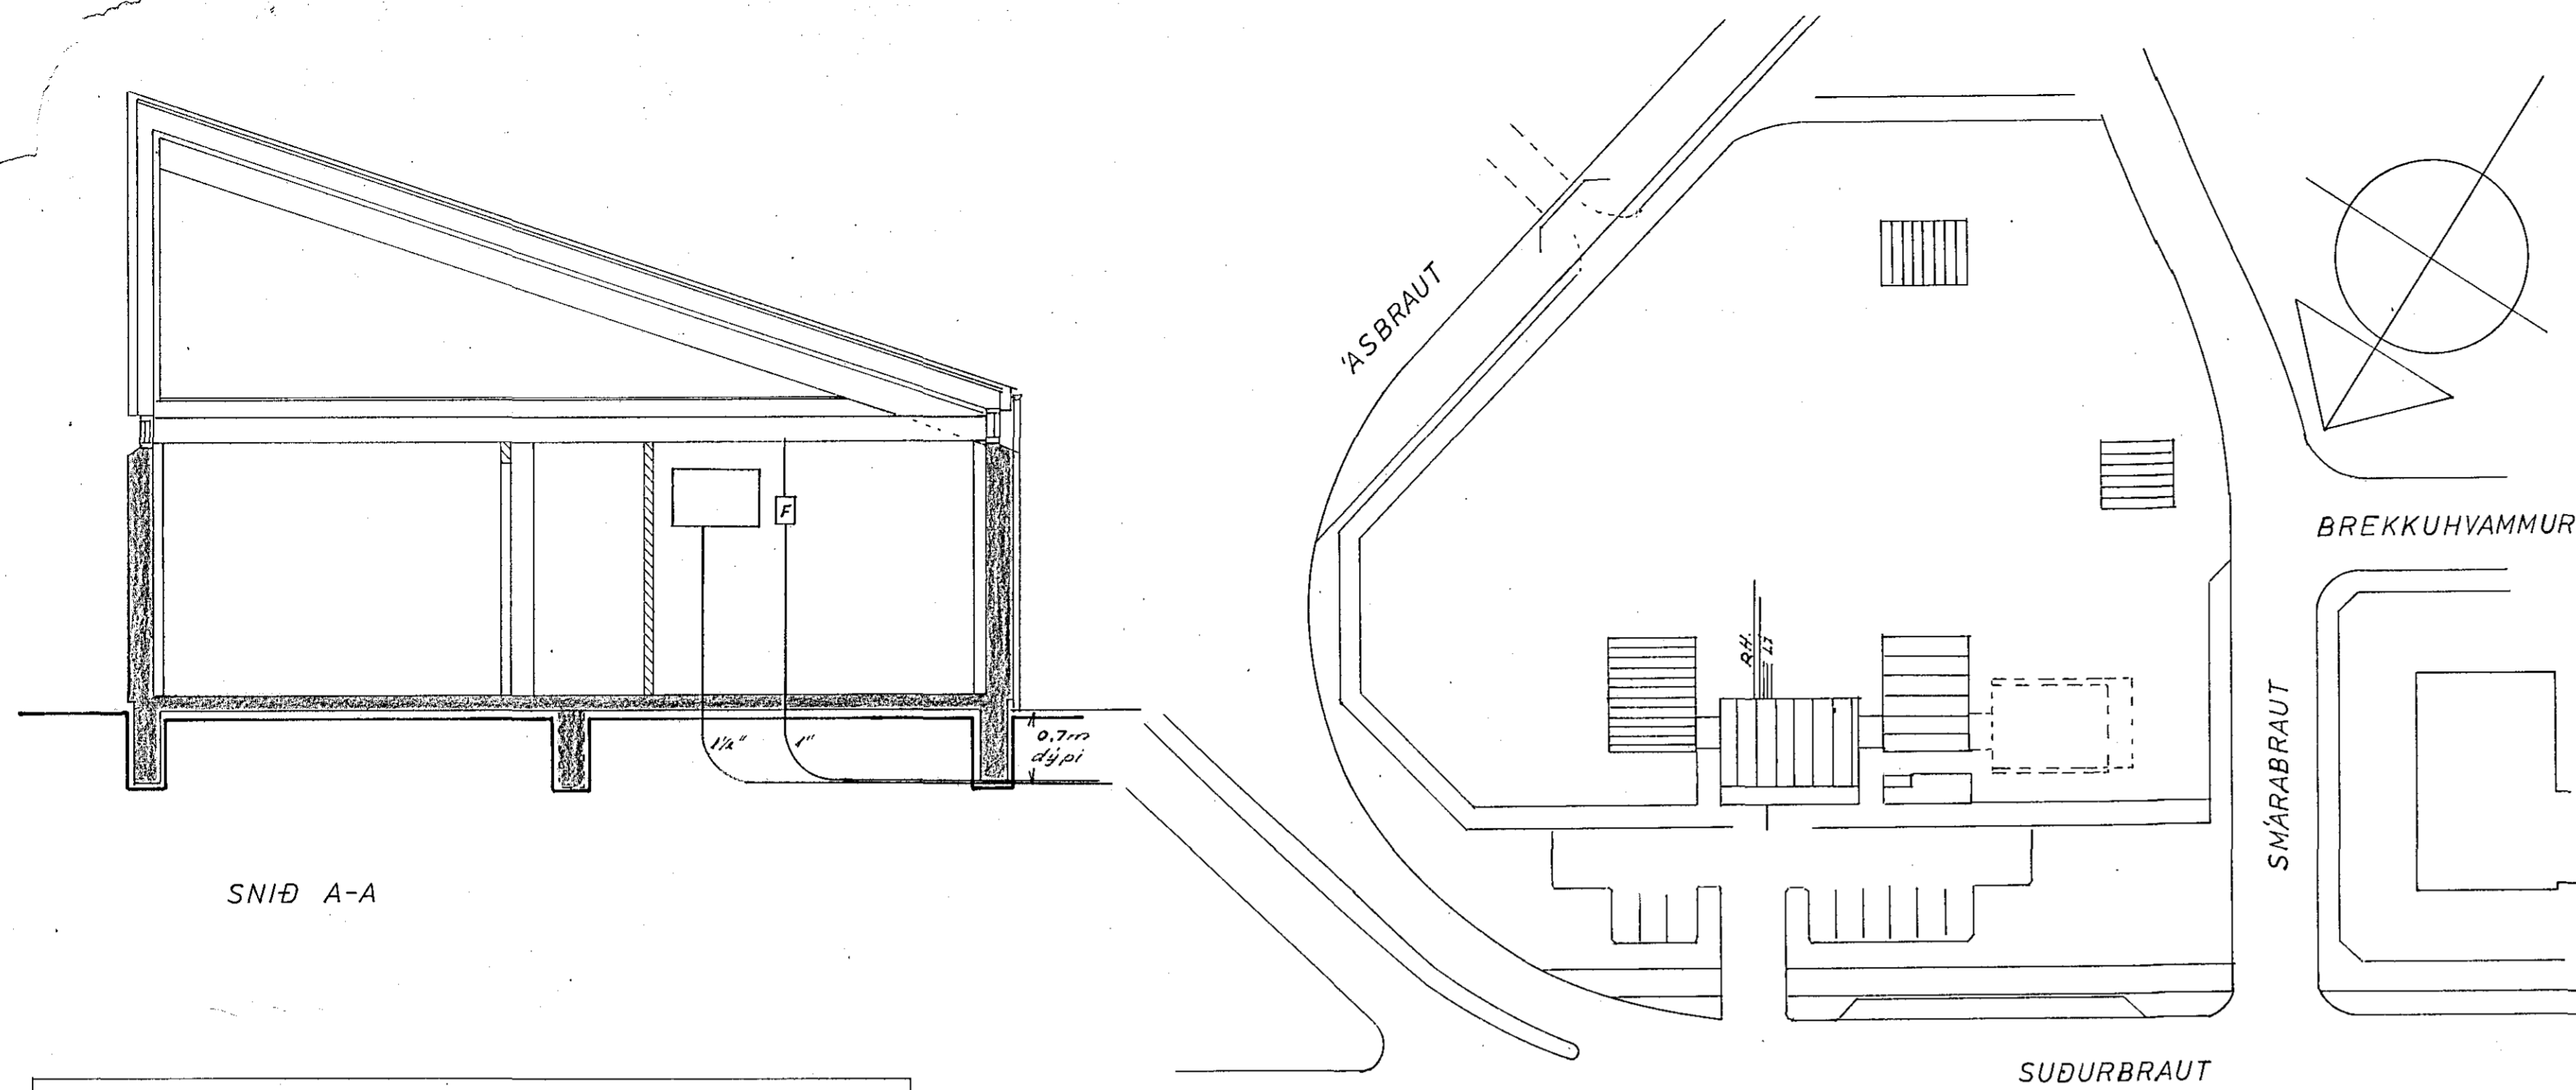 F
1½"
1"
0,7m
dýpi
SNIÐ A-A
ÁSBRAUT
R.H.
BREKKUHVAMMUR
SMÁRABRAUT
SUÐURBRAUT